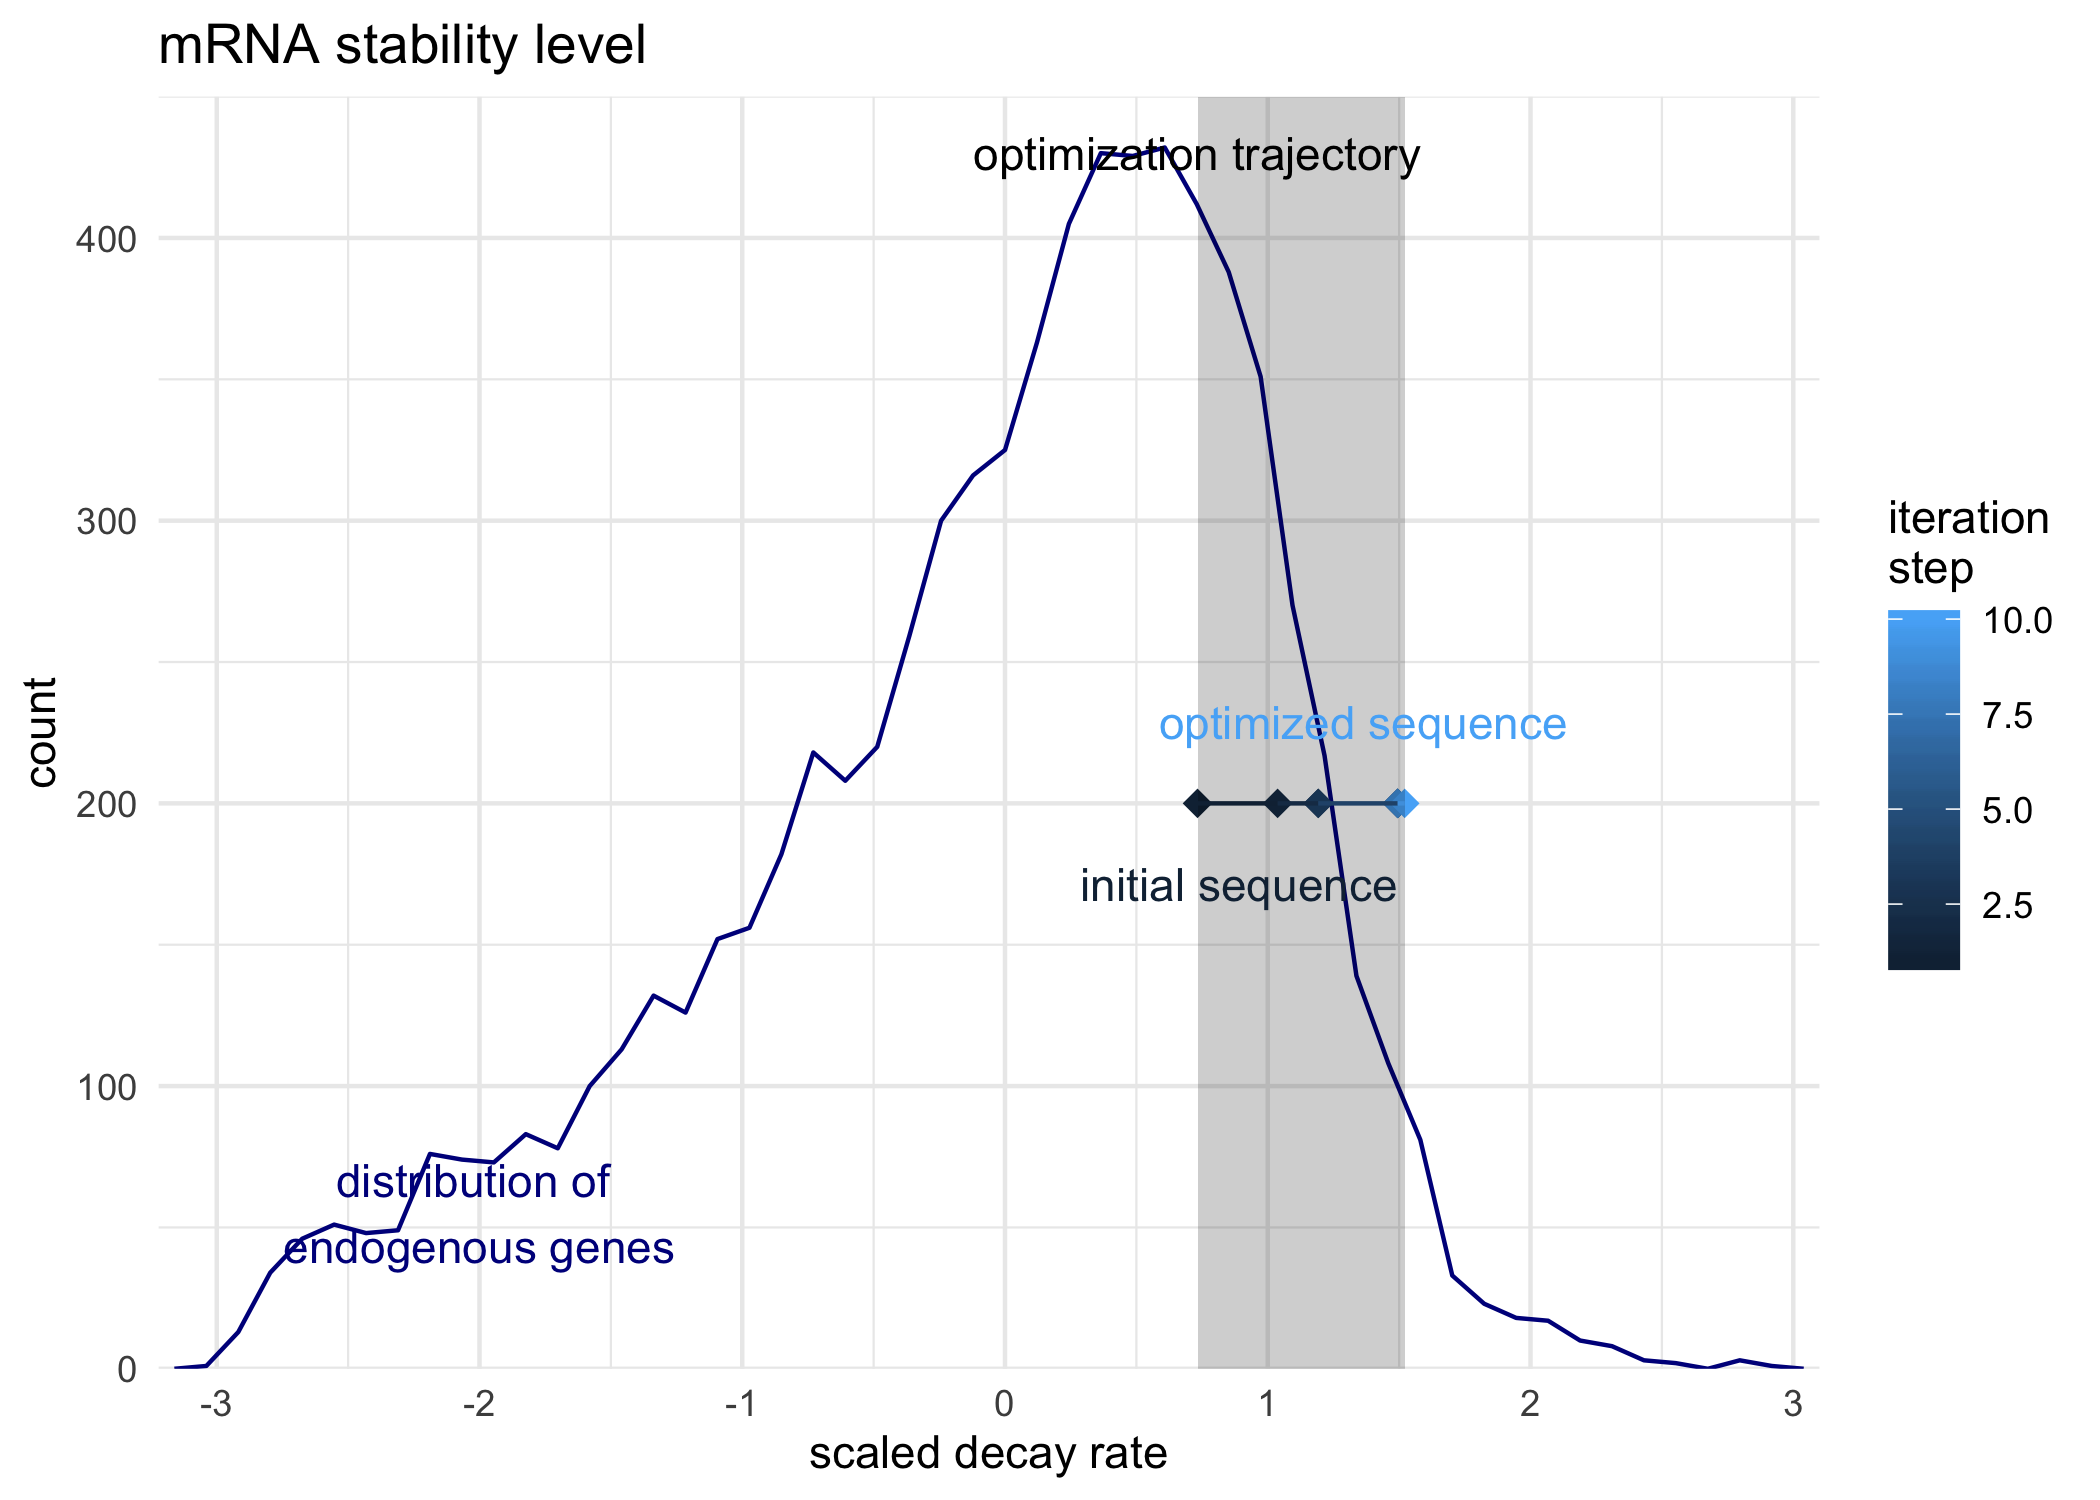 mRNA stability level
optimization trajectory
400
300
200
100
0
count
optimized sequence
initial sequence
distribution of
endogenous genes
-3
-2
-1
0
1
2
3
scaled decay rate
iteration
step
10.0
7.5
5.0
2.5